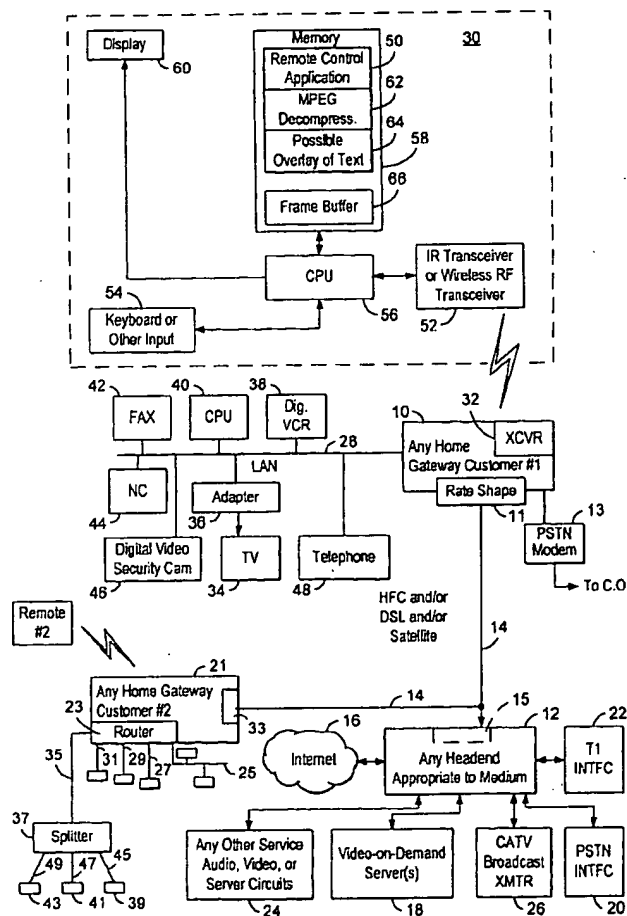 Display
60
Memory
Remote Control
Application
50
MPEG
Decompress.
62
Possible
Overlay of Text
64
58
Frame Buffer
66
30
CPU
56
IR Transceiver
or Wireless RF
Transceiver
52
54
Keyboard or
Other Input
42
FAX
40
CPU
38
Dig.
VCR
28
LAN
NC
44
Adapter
36
Digital Video
Security Cam
46
TV
34
Telephone
48
10
32
XCVR
Any Home
Gateway Customer #1
Rate Shape
11
13
PSTN
Modem
To C.O
HFC and/or
DSL and/or
Satellite
14
Remote
#2
21
Any Home Gateway
Customer #2
23
Router
33
14
15
12
16
Internet
Any Headend
Appropriate to Medium
22
T1
INTFC
35
31
29
27
25
37
Splitter
49
47
45
43
41
39
Any Other Service
Audio, Video, or
Server Circuits
24
Video-on-Demand
Server(s)
18
CATV
Broadcast
XMTR
26
PSTN
INTFC
20